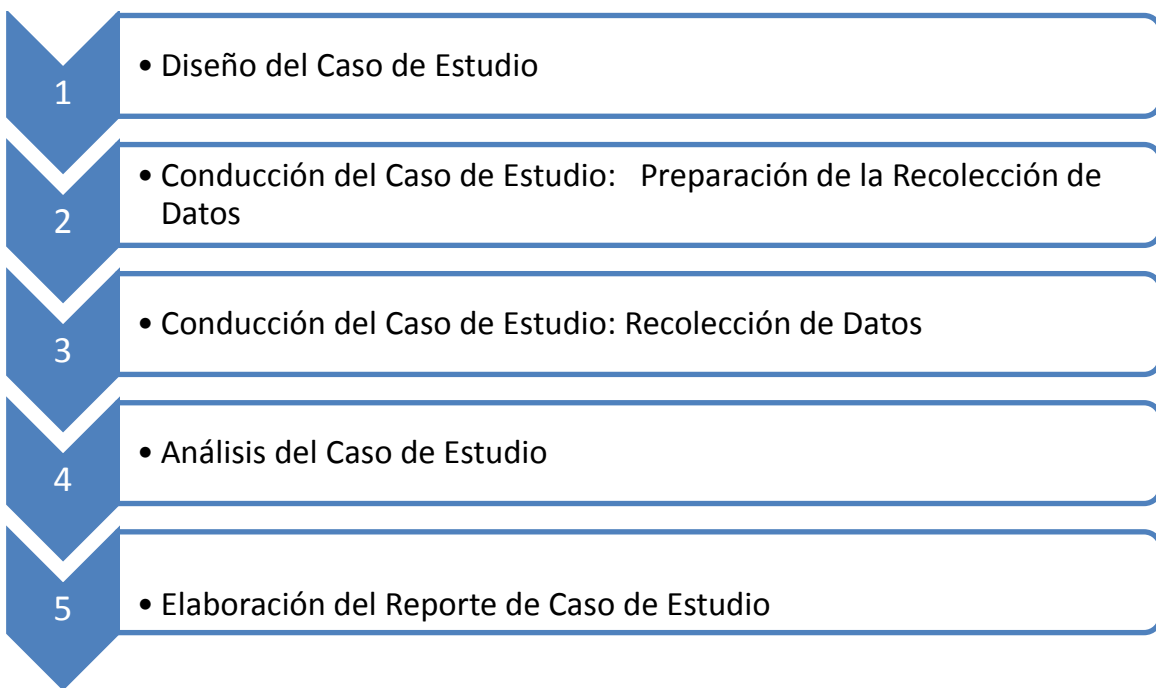 1
• Diseño del Caso de Estudio
2
• Conducción del Caso de Estudio:   Preparación de la Recolección de
Datos
3
• Conducción del Caso de Estudio: Recolección de Datos
4
• Análisis del Caso de Estudio
5
• Elaboración del Reporte de Caso de Estudio